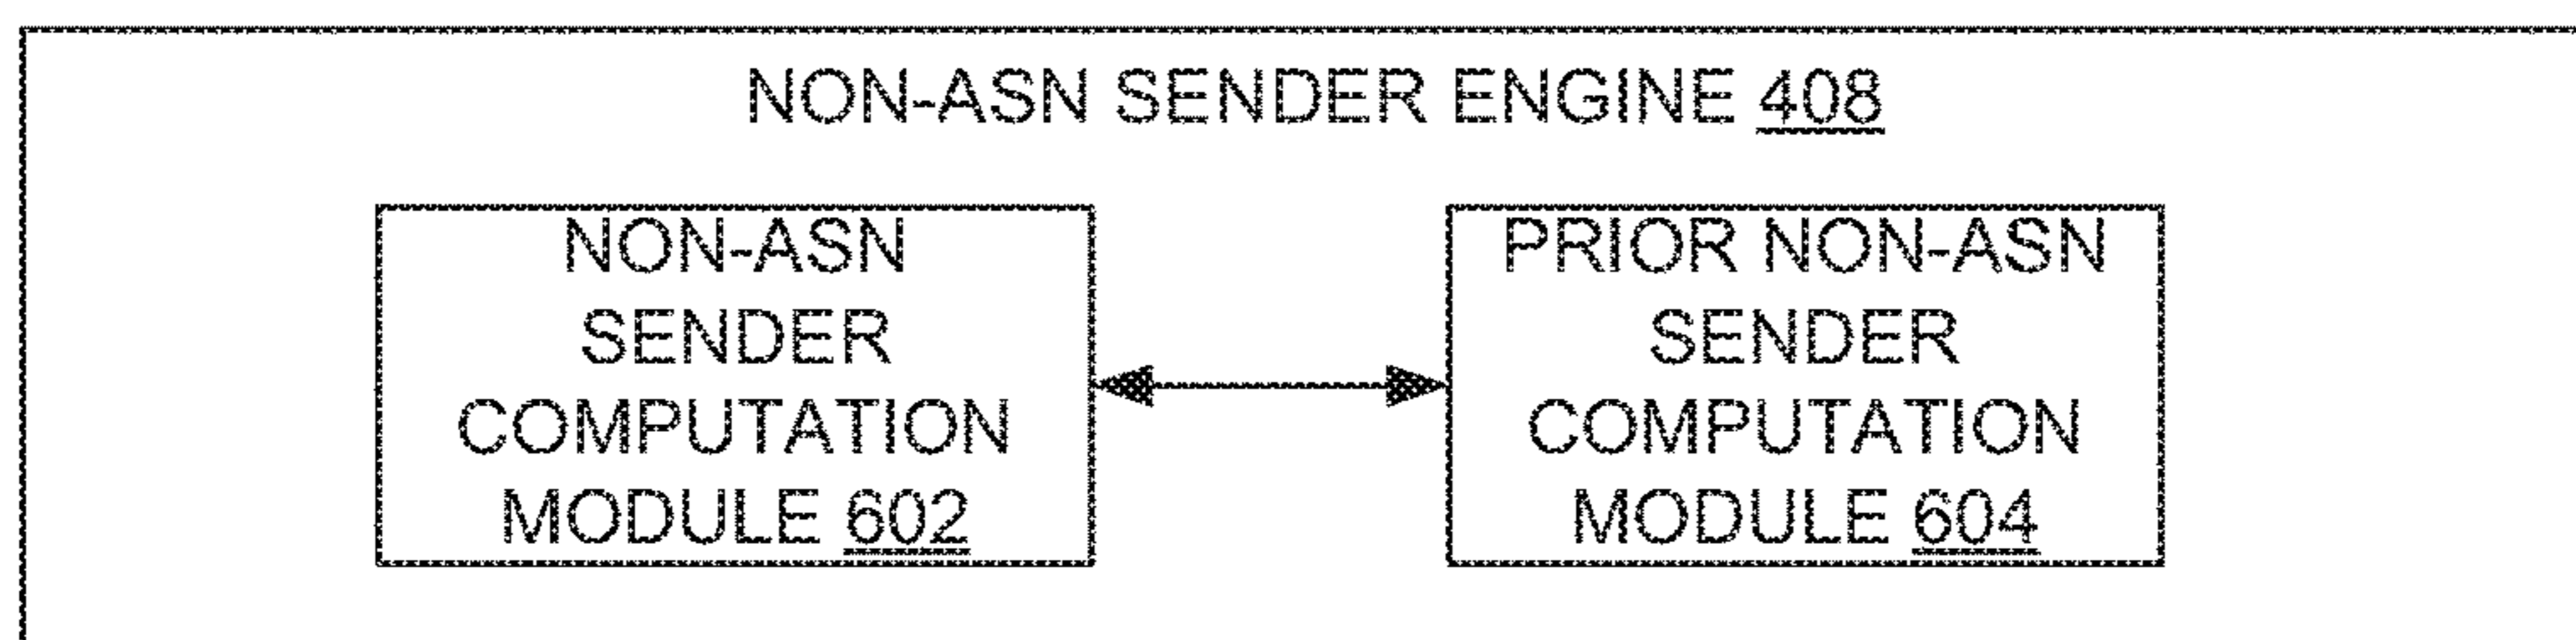 NON-ASN SENDER ENGINE 408
NON-ASN
SENDER
COMPUTATION
MODULE 602
PRIOR NON-ASN
SENDER
COMPUTATION
MODULE 604